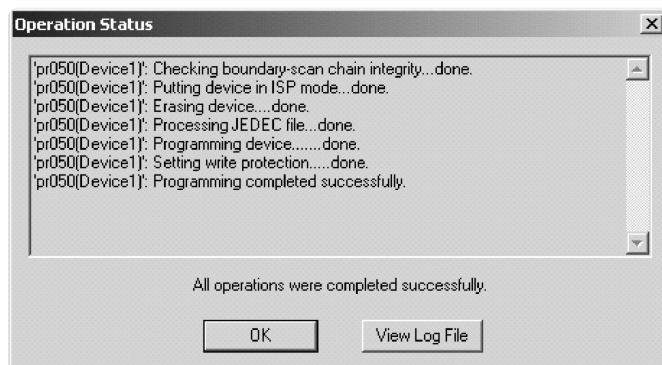 Operation Status
'pr050(Device1)': Checking boundary-scan chain integrity...done.
'pr050(Device1)': Putting device in ISP mode...done.
'pr050(Device1)': Erasing device....done.
'pr050(Device1)': Processing JEDEC file...done.
'pr050(Device1)': Programming device.......done.
'pr050(Device1)': Setting write protection.....done.
'pr050(Device1)': Programming completed successfully.
All operations were completed successfully.
OK
View Log File